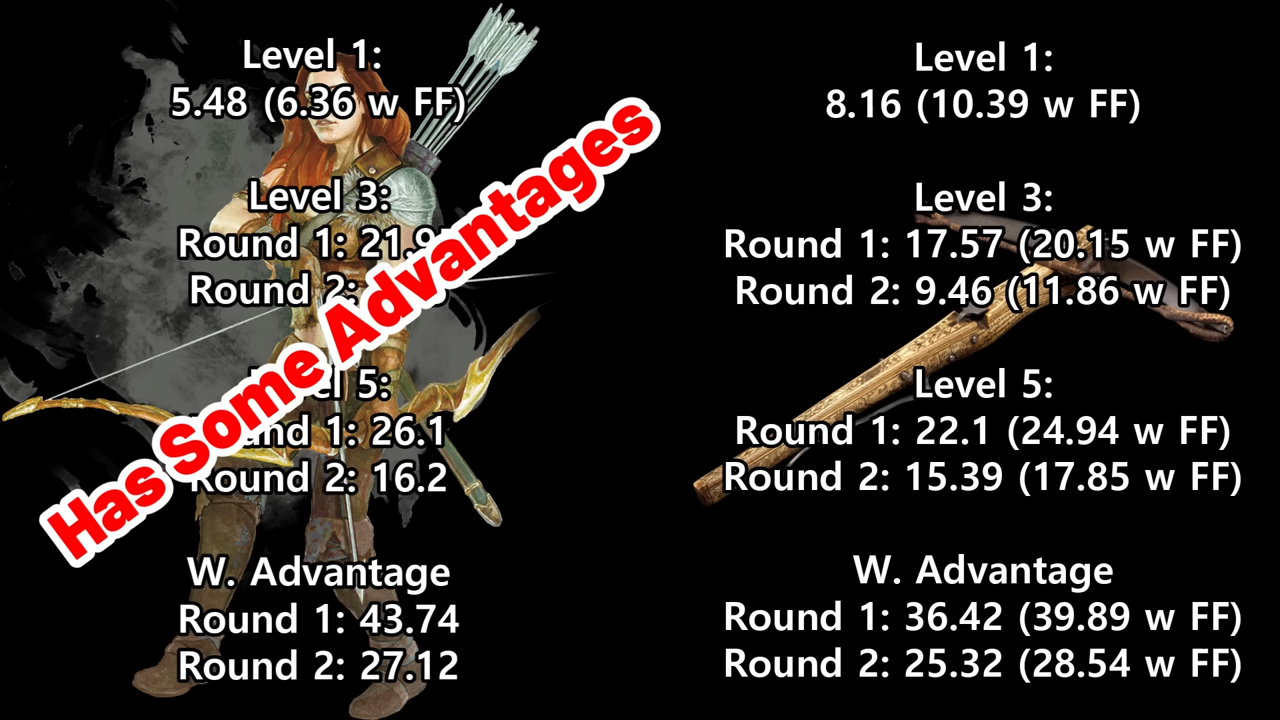 Level 1:
5.48 (6.36 w FF)
Level 3:
Round 1:
Round 2:
5:
1: 26.1
Round 2: 16.2
W. Advantage
Round 1: 43.74
Round 2: 27.12
Has Some Advantages
Level 1:
8.16 (10.39 w FF)
Level 3:
Round 1: 17.57 (20.15 w FF)
Round 2: 9.46 (11.86 w FF)
Level 5:
Round 1: 22.1 (24.94 w FF)
Round 2: 15.39 (17.85 w FF)
W. Advantage
Round 1: 36.42 (39.89 w FF)
Round 2: 25.32 (28.54 w FF)